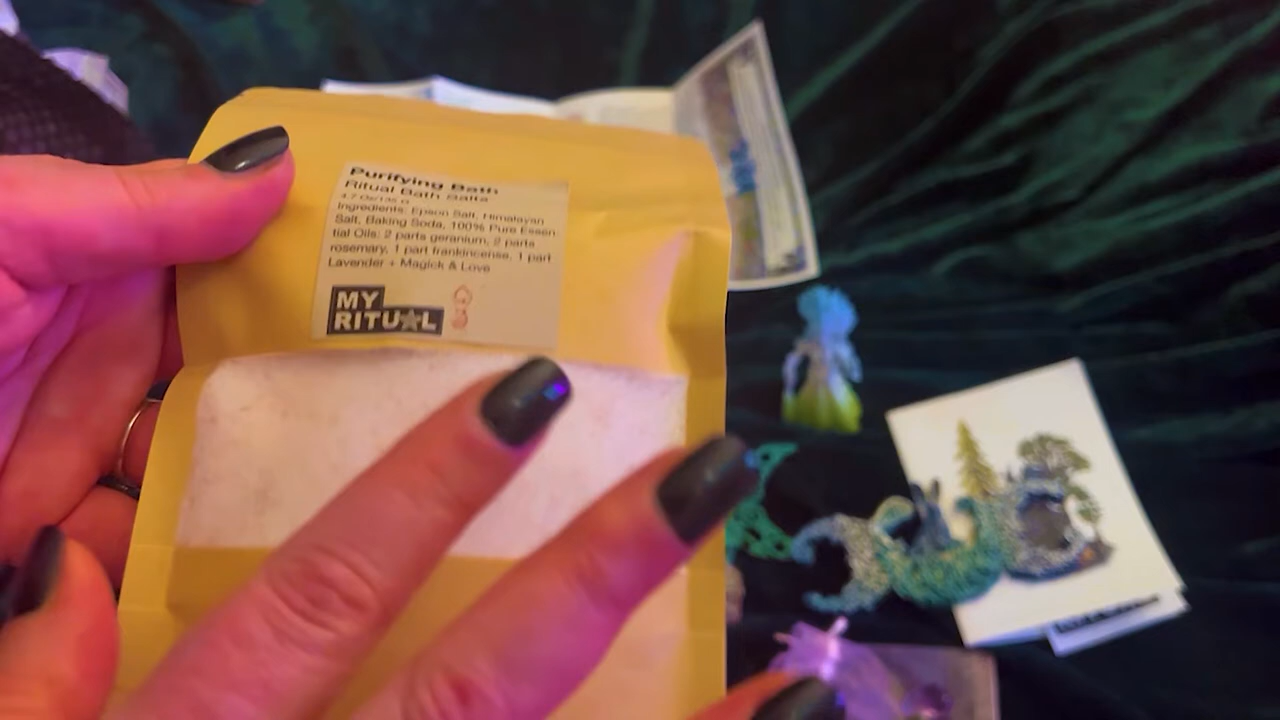 Purifying Bath
Ritual Bath Salts
Ingredients: Epson Salt, Himalayan
Salt, Baking Soda, 100% Pure Essen-
tial Oils: 2 parts geranium, 2 parts
rosemary, 1 part frankincense, 1 part
Lavender + Magick & Love
MY
RITUAL